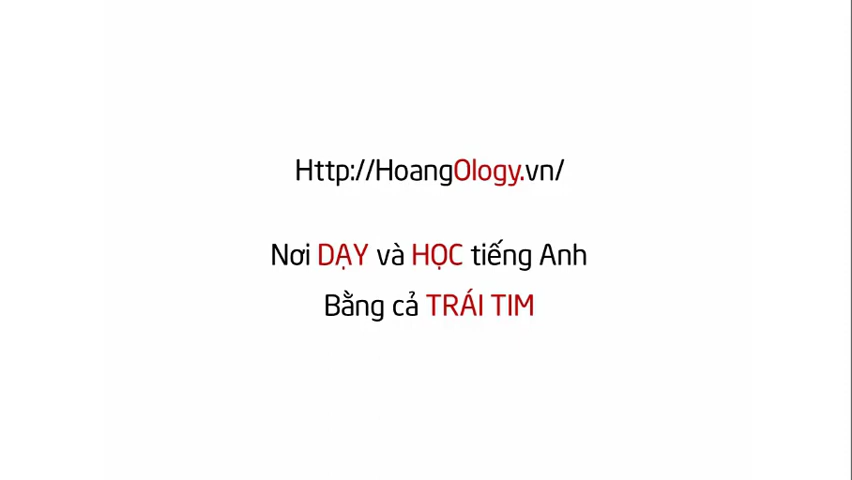 Http://HoangOlogy.vn/
Nơi DẠY và HỌC tiếng Anh
Bằng cả TRÁI TIM